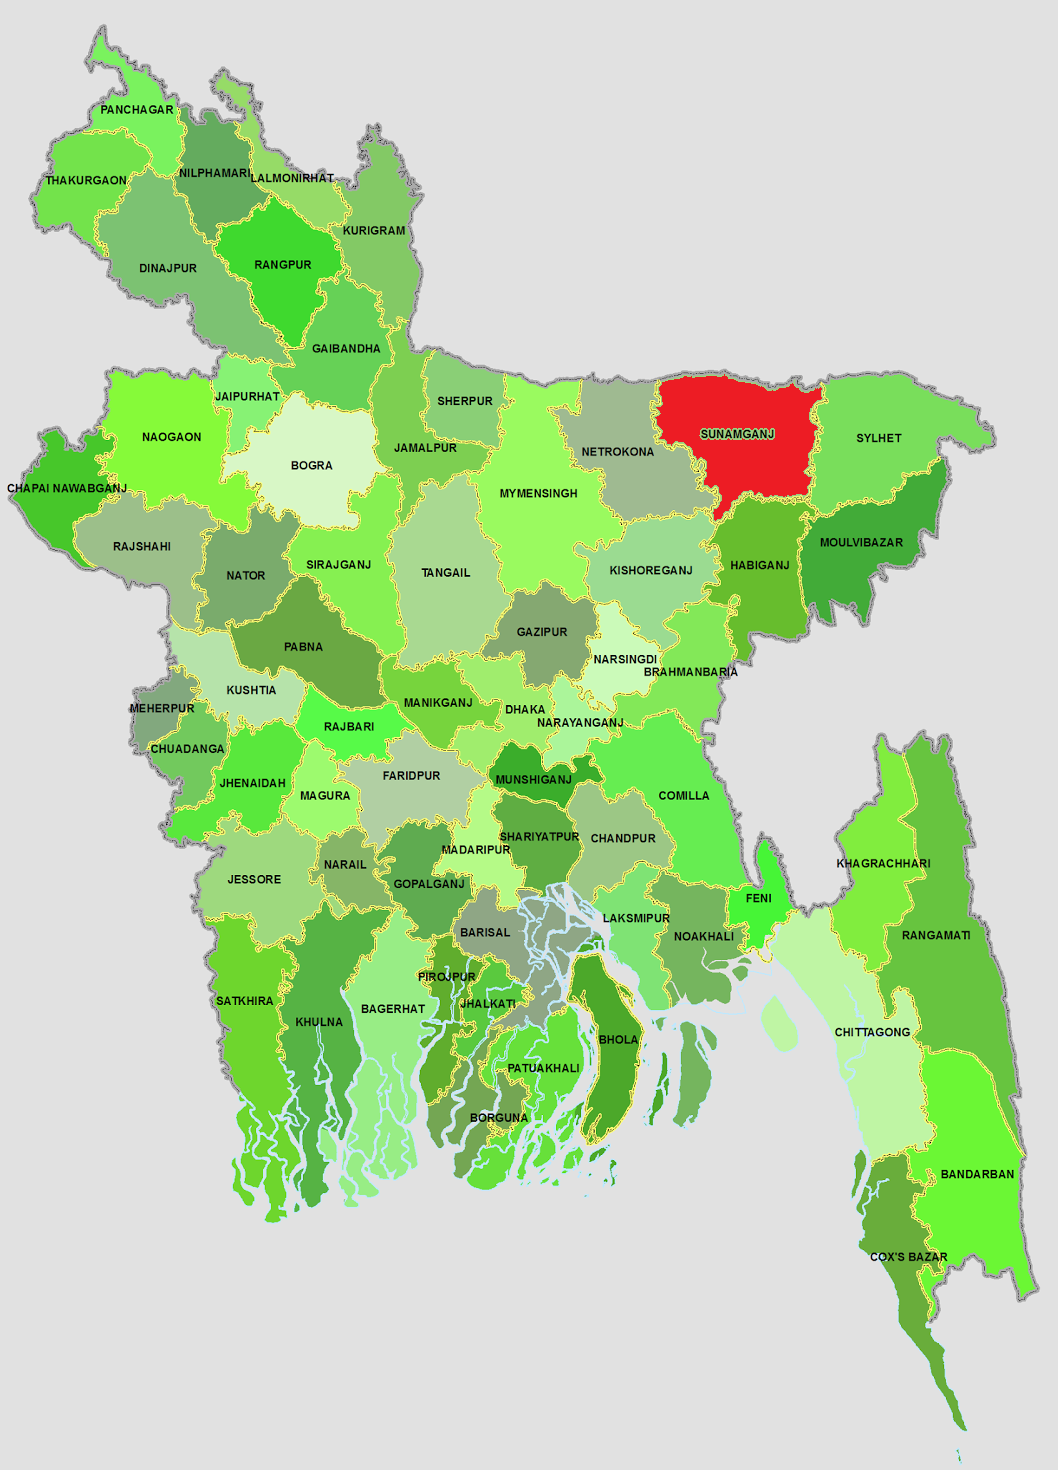 PANCHAGAR
THAKURGAON
NILPHAMARI
LALMONIRHAT
KURIGRAM
DINAJPUR
RANGPUR
GAIBANDHA
JAIPURHAT
SHERPUR
NAOGAON
BOGRA
JAMALPUR
NETROKONA
SUNAMGANJ
SYLHET
CHAPAI NAWABGANJ
MYMENSINGH
RAJSHAHI
NATOR
SIRAJGANJ
TANGAIL
KISHOREGANJ
HABIGANJ
MOULVIBAZAR
PABNA
GAZIPUR
NARSINGDI
BRAHMANBARIA
KUSHTIA
MEHERPUR
MANIKGANJ
DHAKA
NARAYANGANJ
RAJBARI
CHUADANGA
JHENAIDAH
MAGURA
FARIDPUR
MUNSHIGANJ
COMILLA
SHARIYATPUR
CHANDPUR
MADARIPUR
NARAIL
JESSORE
GOPALGANJ
KHAGRACHHARI
FENI
LAKSMIPUR
NOAKHALI
RANGAMATI
BARISAL
PIROJPUR
JHALKATI
SATKHIRA
KHULNA
BAGERHAT
BHOLA
CHITTAGONG
PATUAKHALI
BORGUNA
BANDARBAN
COX'S BAZAR